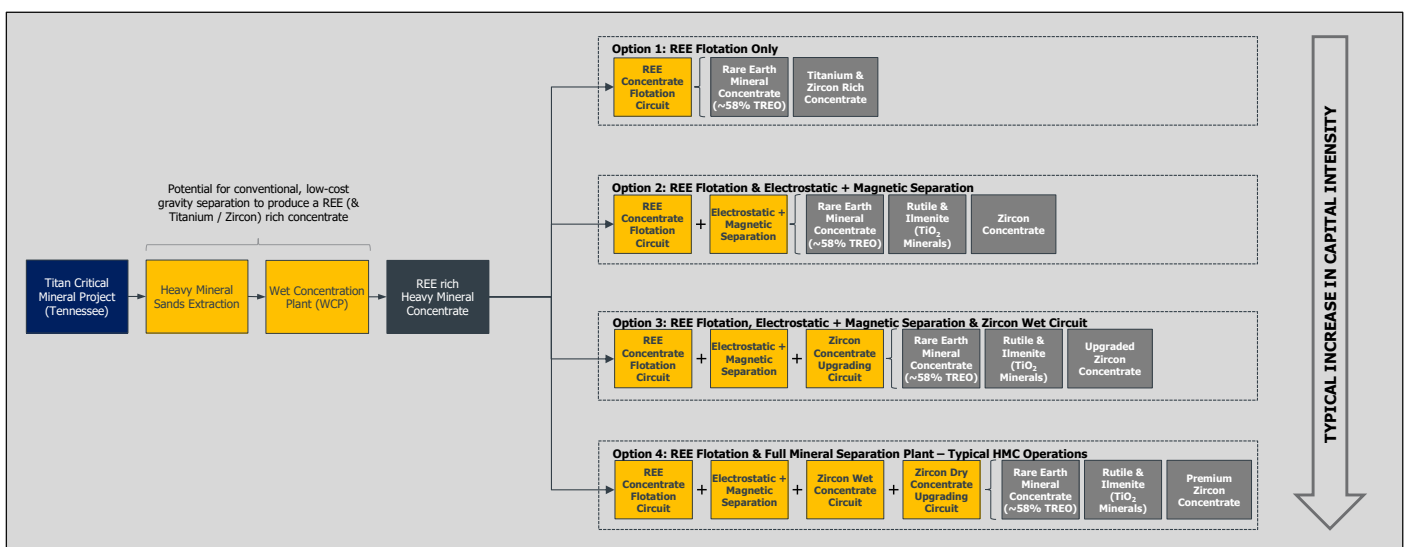 Potential for conventional, low-cost
gravity separation to produce a REE (&
Titanium / Zircon) rich concentrate
Titan Critical
Mineral Project
(Tennessee)
Heavy Mineral
Sands Extraction
Wet Concentration
Plant (WCP)
REE rich
Heavy Mineral
Concentrate
Option 1: REE Flotation Only
REE
Concentrate
Flotation
Circuit
Rare Earth
Mineral
Concentrate
(~58% TREO)
Titanium &
Zircon Rich
Concentrate
Option 2: REE Flotation & Electrostatic + Magnetic Separation
REE
Concentrate
Flotation
Circuit
+
Electrostatic +
Magnetic
Separation
Rare Earth
Mineral
Concentrate
(~58% TREO)
Rutile &
Ilmenite
(TiO₂
Minerals)
Zircon
Concentrate
Option 3: REE Flotation, Electrostatic + Magnetic Separation & Zircon Wet Circuit
REE
Concentrate
Flotation
Circuit
+
Electrostatic +
Magnetic
Separation
+
Zircon
Concentrate
Upgrading
Circuit
Rare Earth
Mineral
Concentrate
(~58% TREO)
Rutile &
Ilmenite
(TiO₂
Minerals)
Upgraded
Zircon
Concentrate
Option 4: REE Flotation & Full Mineral Separation Plant – Typical HMC Operations
REE
Concentrate
Flotation
Circuit
+
Electrostatic +
Magnetic
Separation
+
Zircon Wet
Concentrate
Circuit
+
Zircon Dry
Concentrate
Upgrading
Circuit
Rare Earth
Mineral
Concentrate
(~58% TREO)
Rutile &
Ilmenite
(TiO₂
Minerals)
Premium
Zircon
Concentrate
TYPICAL INCREASE IN CAPITAL INTENSITY